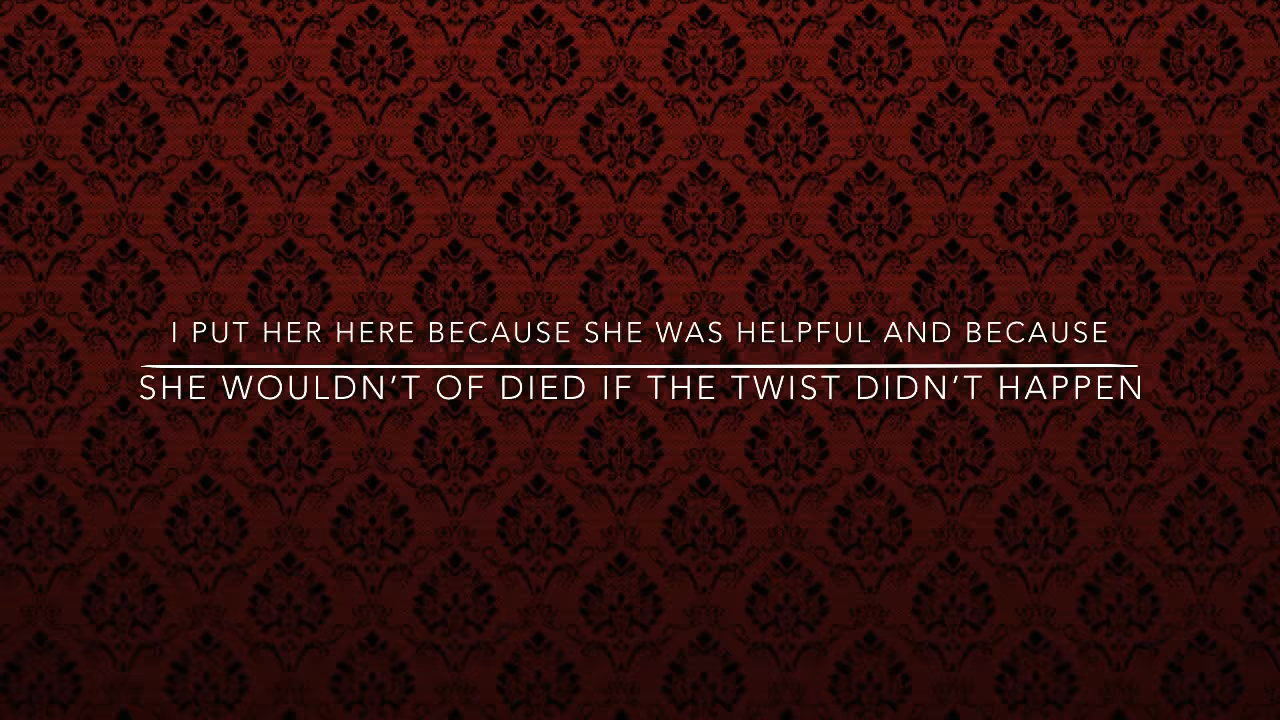 I PUT HER HERE BECAUSE SHE WAS HELPFUL AND BECAUSE
SHE WOULDN’T OF DIED IF THE TWIST DIDN’T HAPPEN